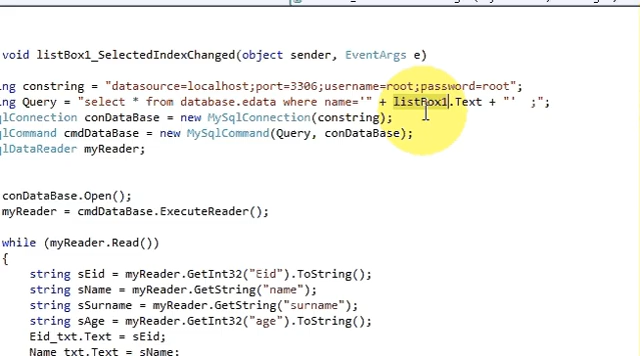 void listBox1_SelectedIndexChanged(object sender, EventArgs e)
ng constring = "datasource=localhost;port=3306;username=root;password=root";
ng Query = "select * from database.edata where name='" + listBox1.Text + "'  ;";
qlConnection conDataBase = new MySqlConnection(constring);
qlCommand cmdDataBase = new MySqlCommand(Query, conDataBase);
qlDataReader myReader;
conDataBase.Open();
myReader = cmdDataBase.ExecuteReader();
while (myReader.Read())
{
string sEid = myReader.GetInt32("Eid").ToString();
string sName = myReader.GetString("name");
string sSurname = myReader.GetString("surname");
string sAge = myReader.GetInt32("age").ToString();
Eid_txt.Text = sEid;
Name_txt.Text = sName;